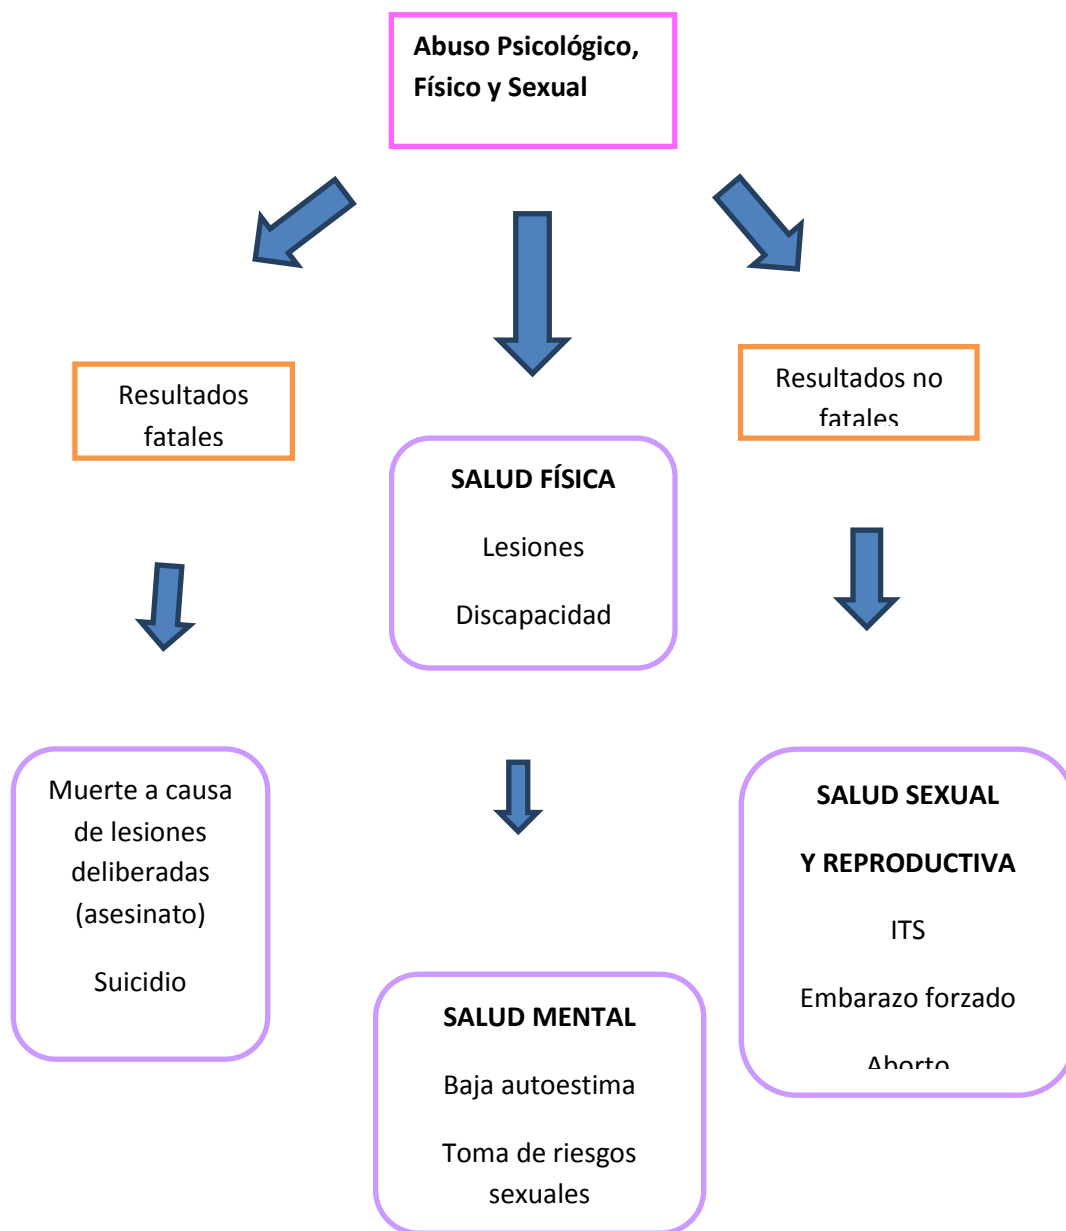 Abuso Psicológico,
Físico y Sexual
Resultados
fatales
Resultados no
fatales
SALUD FÍSICA
Lesiones
Discapacidad
Muerte a causa
de lesiones
deliberadas
(asesinato)
Suicidio
SALUD MENTAL
Baja autoestima
Toma de riesgos
sexuales
SALUD SEXUAL
Y REPRODUCTIVA
ITS
Embarazo forzado
Aborto